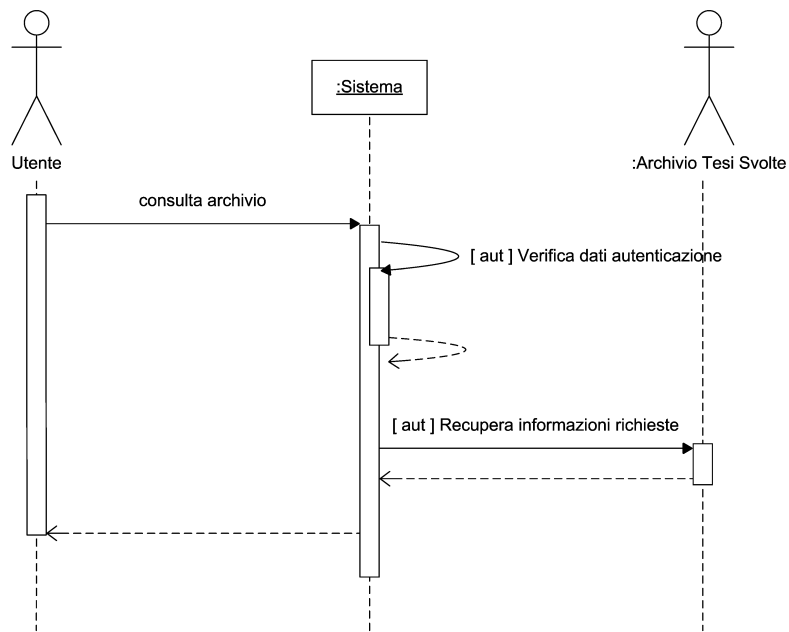 :Sistema
Utente
:Archivio Tesi Svolte
consulta archivio
[ aut ] Verifica dati autenticazione
[ aut ] Recupera informazioni richieste